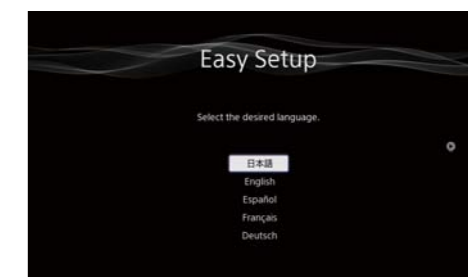 Easy Setup
Select the desired language.
日本語
English
Español
Français
Deutsch